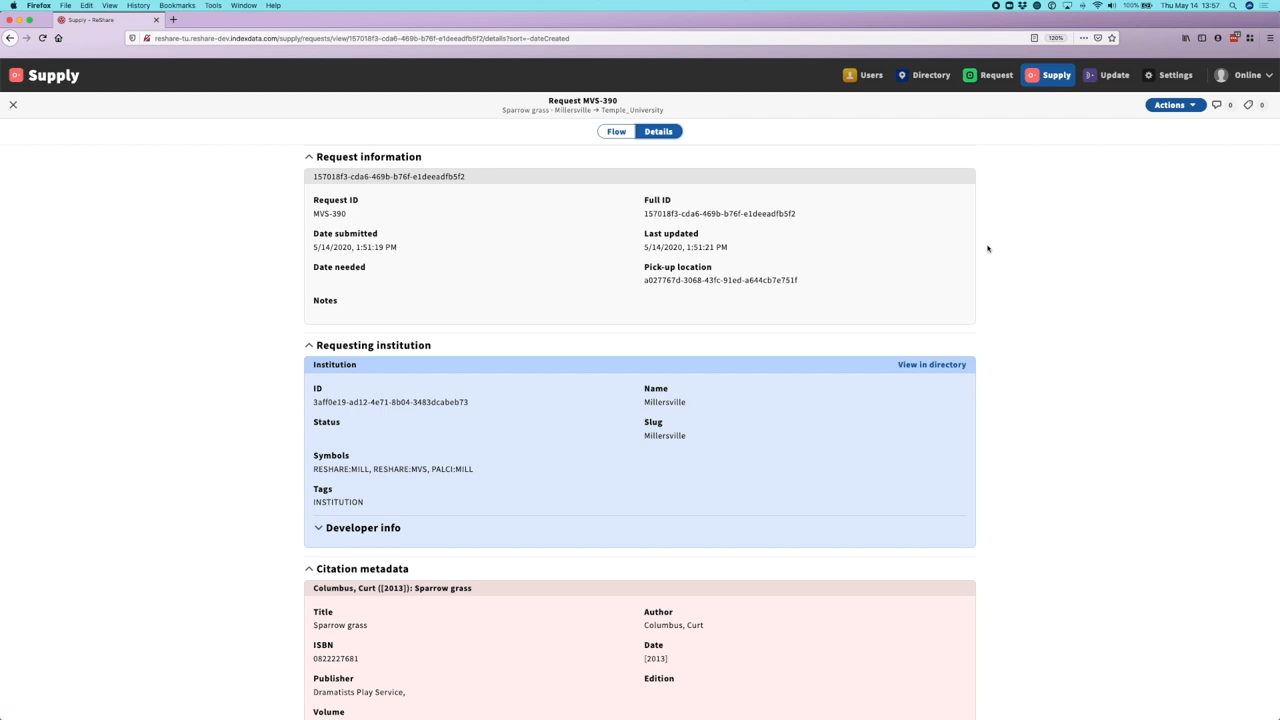 Firefox File Edit View History Bookmarks Tools Window Help 100% Thu May 14 13:57
Supply – ReShare
reshare-tu.reshare-dev.indexdata.com/supply/requests/view/157018f3-cda6-469b-b76f-e1deeadfb5f2/details?sort=-dateCreated 120%
Supply Users Directory Request Supply Update Settings Online
Request MVS-390
Sparrow grass · Millersville → Temple_University
Actions 0 0
Flow Details
Request information
157018f3-cda6-469b-b76f-e1deeadfb5f2
Request ID Full ID
MVS-390 157018f3-cda6-469b-b76f-e1deeadfb5f2
Date submitted Last updated
5/14/2020, 1:51:19 PM 5/14/2020, 1:51:21 PM
Date needed Pick-up location
a027767d-3068-43fc-91ed-a644cb7e751f
Notes
Requesting institution
Institution View in directory
ID Name
3aff0e19-ad12-4e71-8b04-3483dcabeb73 Millersville
Status Slug
Millersville
Symbols
RESHARE:MILL, RESHARE:MVS, PALCI:MILL
Tags
INSTITUTION
Developer info
Citation metadata
Columbus, Curt ([2013]): Sparrow grass
Title Author
Sparrow grass Columbus, Curt
ISBN Date
0822227681 [2013]
Publisher Edition
Dramatists Play Service,
Volume